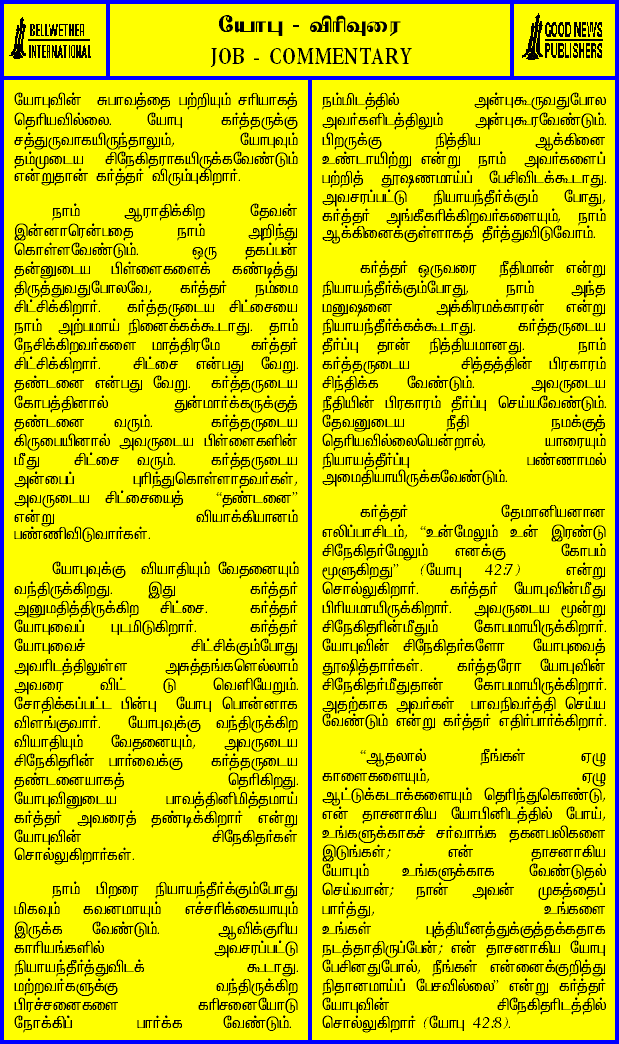 BELLWETHER
INTERNATIONAL
யோபு - விரிவுரை
JOB - COMMENTARY
GOOD NEWS
PUBLISHERS
யோபுவின் சுபாவத்தை பற்றியும் சரியாகத்
தெரியவில்லை. யோபு கர்த்தருக்கு
சத்துருவாகயிருந்தாலும், யோபுவும்
தம்முடைய சிநேகிதராகயிருக்கவேண்டும்
என்றுதான் கர்த்தர் விரும்புகிறார்.
நாம் ஆராதிக்கிற தேவன்
இன்னாரென்பதை நாம் அறிந்து
கொள்ளவேண்டும். ஒரு தகப்பன்
தன்னுடைய பிள்ளைகளைக் கண்டித்து
திருத்துவதுபோலவே, கர்த்தர் நம்மை
சிட்சிக்கிறார். கர்த்தருடைய சிட்சையை
நாம் அற்பமாய் நினைக்கக்கூடாது. தாம்
நேசிக்கிறவர்களை மாத்திரமே கர்த்தர்
சிட்சிக்கிறார். சிட்சை என்பது வேறு.
தண்டனை என்பது வேறு. கர்த்தருடைய
கோபத்தினால் துன்மார்க்கருக்குத்
தண்டனை வரும். கர்த்தருடைய
கிருபையினால் அவருடைய பிள்ளைகளின்
மீது சிட்சை வரும். கர்த்தருடைய
அன்பைப் புரிந்துகொள்ளாதவர்கள்,
அவருடைய சிட்சையைத் “தண்டனை”
என்று வியாக்கியானம்
பண்ணிவிடுவார்கள்.
யோபுவுக்கு வியாதியும் வேதனையும்
வந்திருக்கிறது. இது கர்த்தர்
அனுமதித்திருக்கிற சிட்சை. கர்த்தர்
யோபுவைப் புடமிடுகிறார். கர்த்தர்
யோபுவைச் சிட்சிக்கும்போது
அவரிடத்திலுள்ள அசுத்தங்களெல்லாம்
அவரை விட் டு வெளியேறும்.
சோதிக்கப்பட்ட பின்பு யோபு பொன்னாக
விளங்குவார். யோபுவுக்கு வந்திருக்கிற
வியாதியும் வேதனையும், அவருடைய
சிநேகிதரின் பார்வைக்கு கர்த்தருடைய
தண்டனையாகத் தெரிகிறது.
யோபுவினுடைய பாவத்தினிமித்தமாய்
கர்த்தர் அவரைத் தண்டிக்கிறார் என்று
யோபுவின் சிநேகிதர்கள்
சொல்லுகிறார்கள்.
நாம் பிறரை நியாயந்தீர்க்கும்போது
மிகவும் கவனமாயும் எச்சரிக்கையாயும்
இருக்க வேண்டும். ஆவிக்குரிய
காரியங்களில் அவசரப்பட்டு
நியாயந்தீர்த்துவிடக் கூடாது.
மற்றவர்களுக்கு வந்திருக்கிற
பிரச்சனைகளை கரிசனையோடு
நோக்கிப் பார்க்க வேண்டும்.
நம்மிடத்தில் அன்புகூருவதுபோல
அவர்களிடத்திலும் அன்புகூரவேண்டும்.
பிறருக்கு நித்திய ஆக்கினை
உண்டாயிற்று என்று நாம் அவர்களைப்
பற்றித் தூஷணமாய்ப் பேசிவிடக்கூடாது.
அவசரப்பட்டு நியாயந்தீர்க்கும் போது,
கர்த்தர் அங்கீகரிக்கிறவர்களையும், நாம்
ஆக்கினைக்குள்ளாகத் தீர்த்துவிடுவோம்.
கர்த்தர் ஒருவரை நீதிமான் என்று
நியாயந்தீர்க்கும்போது, நாம் அந்த
மனுஷனை அக்கிரமக்காரன் என்று
நியாயந்தீர்க்கக்கூடாது. கர்த்தருடைய
தீர்ப்பு தான் நித்தியமானது. நாம்
கர்த்தருடைய சித்தத்தின் பிரகாரம்
சிந்திக்க வேண்டும். அவருடைய
நீதியின் பிரகாரம் தீர்ப்பு செய்யவேண்டும்.
தேவனுடைய நீதி நமக்குத்
தெரியவில்லையென்றால், யாரையும்
நியாயத்தீர்ப்பு பண்ணாமல்
அமைதியாயிருக்கவேண்டும்.
கர்த்தர் தேமானியனான
எலிப்பாசிடம், “உன்மேலும் உன் இரண்டு
சிநேகிதர்மேலும் எனக்கு கோபம்
மூளுகிறது” (யோபு 42:7) என்று
சொல்லுகிறார். கர்த்தர் யோபுவின்மீது
பிரியமாயிருக்கிறார். அவருடைய மூன்று
சிநேகிதரின்மீதும் கோபமாயிருக்கிறார்.
யோபுவின் சிநேகிதர்களோ யோபுவைத்
தூஷித்தார்கள். கர்த்தரோ யோபுவின்
சிநேகிதர்மீதுதான் கோபமாயிருக்கிறார்.
அதற்காக அவர்கள் பாவநிவர்த்தி செய்ய
வேண்டும் என்று கர்த்தர் எதிர்பார்க்கிறார்.
“ஆதலால் நீங்கள் ஏழு
காளைகளையும், ஏழு
ஆட்டுக்கடாக்களையும் தெரிந்துகொண்டு,
என் தாசனாகிய யோபினிடத்தில் போய்,
உங்களுக்காகச் சர்வாங்க தகனபலிகளை
இடுங்கள்; என் தாசனாகிய
யோபும் உங்களுக்காக வேண்டுதல்
செய்வான்; நான் அவன் முகத்தைப்
பார்த்து, உங்களை
உங்கள் புத்தியீனத்துக்குத்தக்கதாக
நடத்தாதிருப்பேன்; என் தாசனாகிய யோபு
பேசினதுபோல், நீங்கள் என்னைக்குறித்து
நிதானமாய்ப் பேசவில்லை” என்று கர்த்தர்
யோபுவின் சிநேகிதரிடத்தில்
சொல்லுகிறார் (யோபு 42:8).